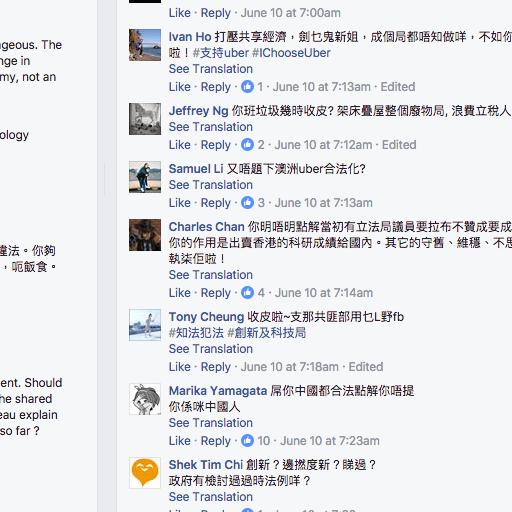 ageous. The
nge in
my, not an
ology
違法。你夠
，呃飯食。
ent. Should
he shared
eau explain
so far ?
Like · Reply · June 10 at 7:00am
Ivan Ho 打壓共享經濟，劍乜鬼新姐，成個局都唔知做咩，不如你
啦！#支持uber #IChooseUber
See Translation
Like · Reply · 1 · June 10 at 7:13am · Edited
Jeffrey Ng 你班垃圾幾時收皮? 架床疊屋整個廢物局, 浪費立稅人
See Translation
Like · Reply · 2 · June 10 at 7:12am · Edited
Samuel Li 又唔題下澳洲uber合法化?
See Translation
Like · Reply · 3 · June 10 at 7:13am
Charles Chan 你明唔明點解當初有立法局議員要拉布不贊成要成
你的作用是出賣香港的科研成績給國內。其它的守舊、維穩、不思
執柒佢啦！
See Translation
Like · Reply · 4 · June 10 at 7:14am
Tony Cheung 收皮啦~支那共匪部用乜L野fb
#知法犯法 #創新及科技局
See Translation
Like · Reply · June 10 at 7:18am · Edited
Marika Yamagata 屌你中國都合法點解你唔提
你係咪中國人
See Translation
Like · Reply · 10 · June 10 at 7:23am
Shek Tim Chi 創新？邊撚度新？睇過？
政府有檢討過過時法例咩？
See Translation